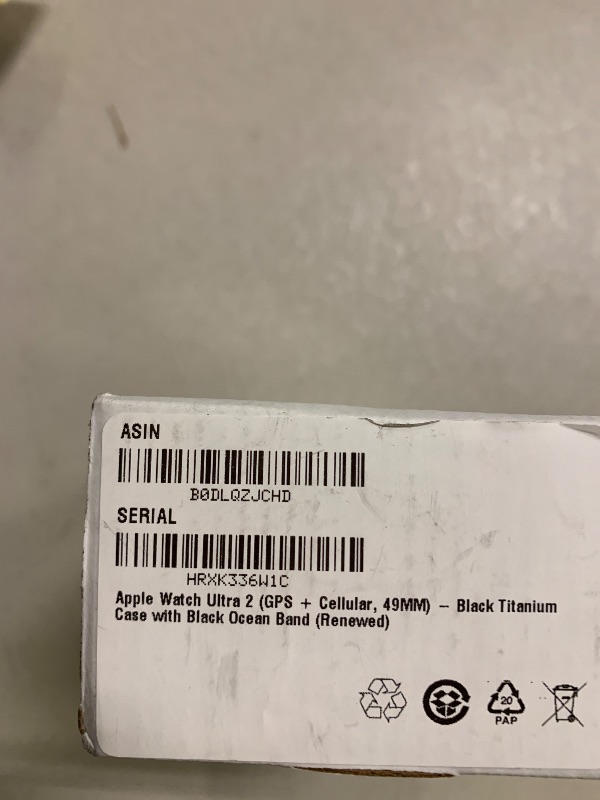 ASIN
B0DLQZJCHD
SERIAL
HRXK336W1C
Apple Watch Ultra 2 (GPS + Cellular, 49MM) – Black Titanium
Case with Black Ocean Band (Renewed)
20
PAP